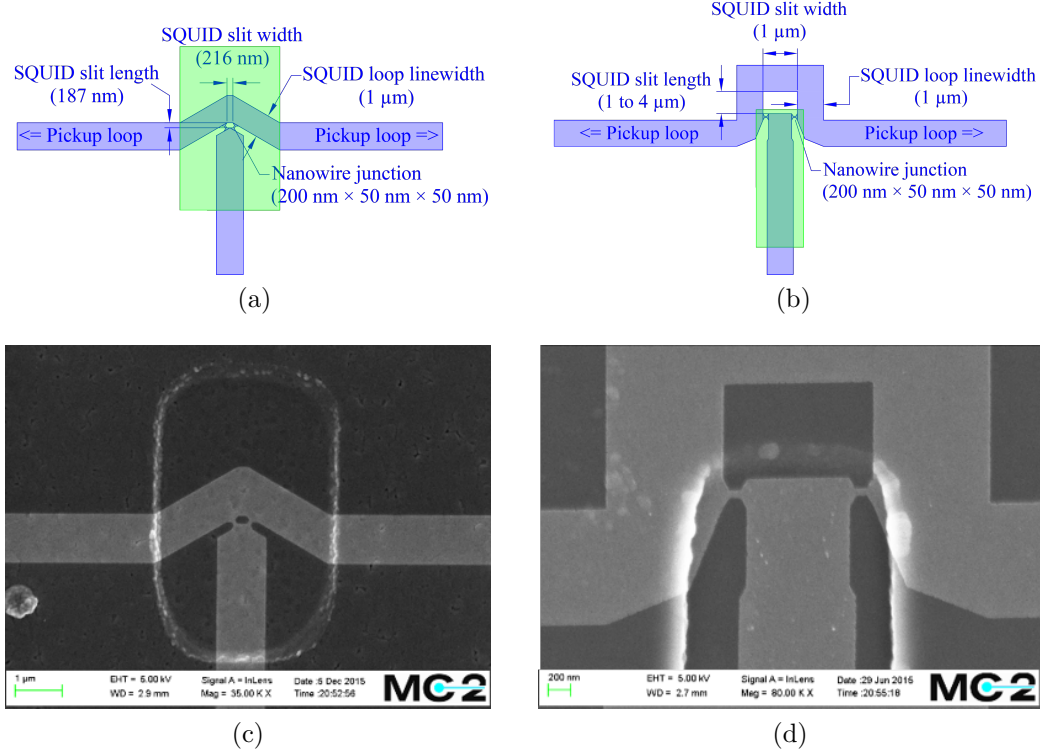 SQUID slit width
(216 nm)
SQUID slit length
(187 nm)
SQUID loop linewidth
(1 µm)
<= Pickup loop
Pickup loop =>
Nanowire junction
(200 nm × 50 nm × 50 nm)
(a)
SQUID slit width
(1 µm)
SQUID slit length
(1 to 4 µm)
SQUID loop linewidth
(1 µm)
<= Pickup loop
Pickup loop =>
Nanowire junction
(200 nm × 50 nm × 50 nm)
(b)
1 µm
EHT = 5.00 kV
WD = 2.9 mm
Signal A = InLens
Mag = 35.00 K X
Date :5 Dec 2015
Time :20:52:56
MC2
(c)
200 nm
EHT = 5.00 kV
WD = 2.7 mm
Signal A = InLens
Mag = 80.00 K X
Date :29 Jun 2015
Time :20:55:18
MC2
(d)